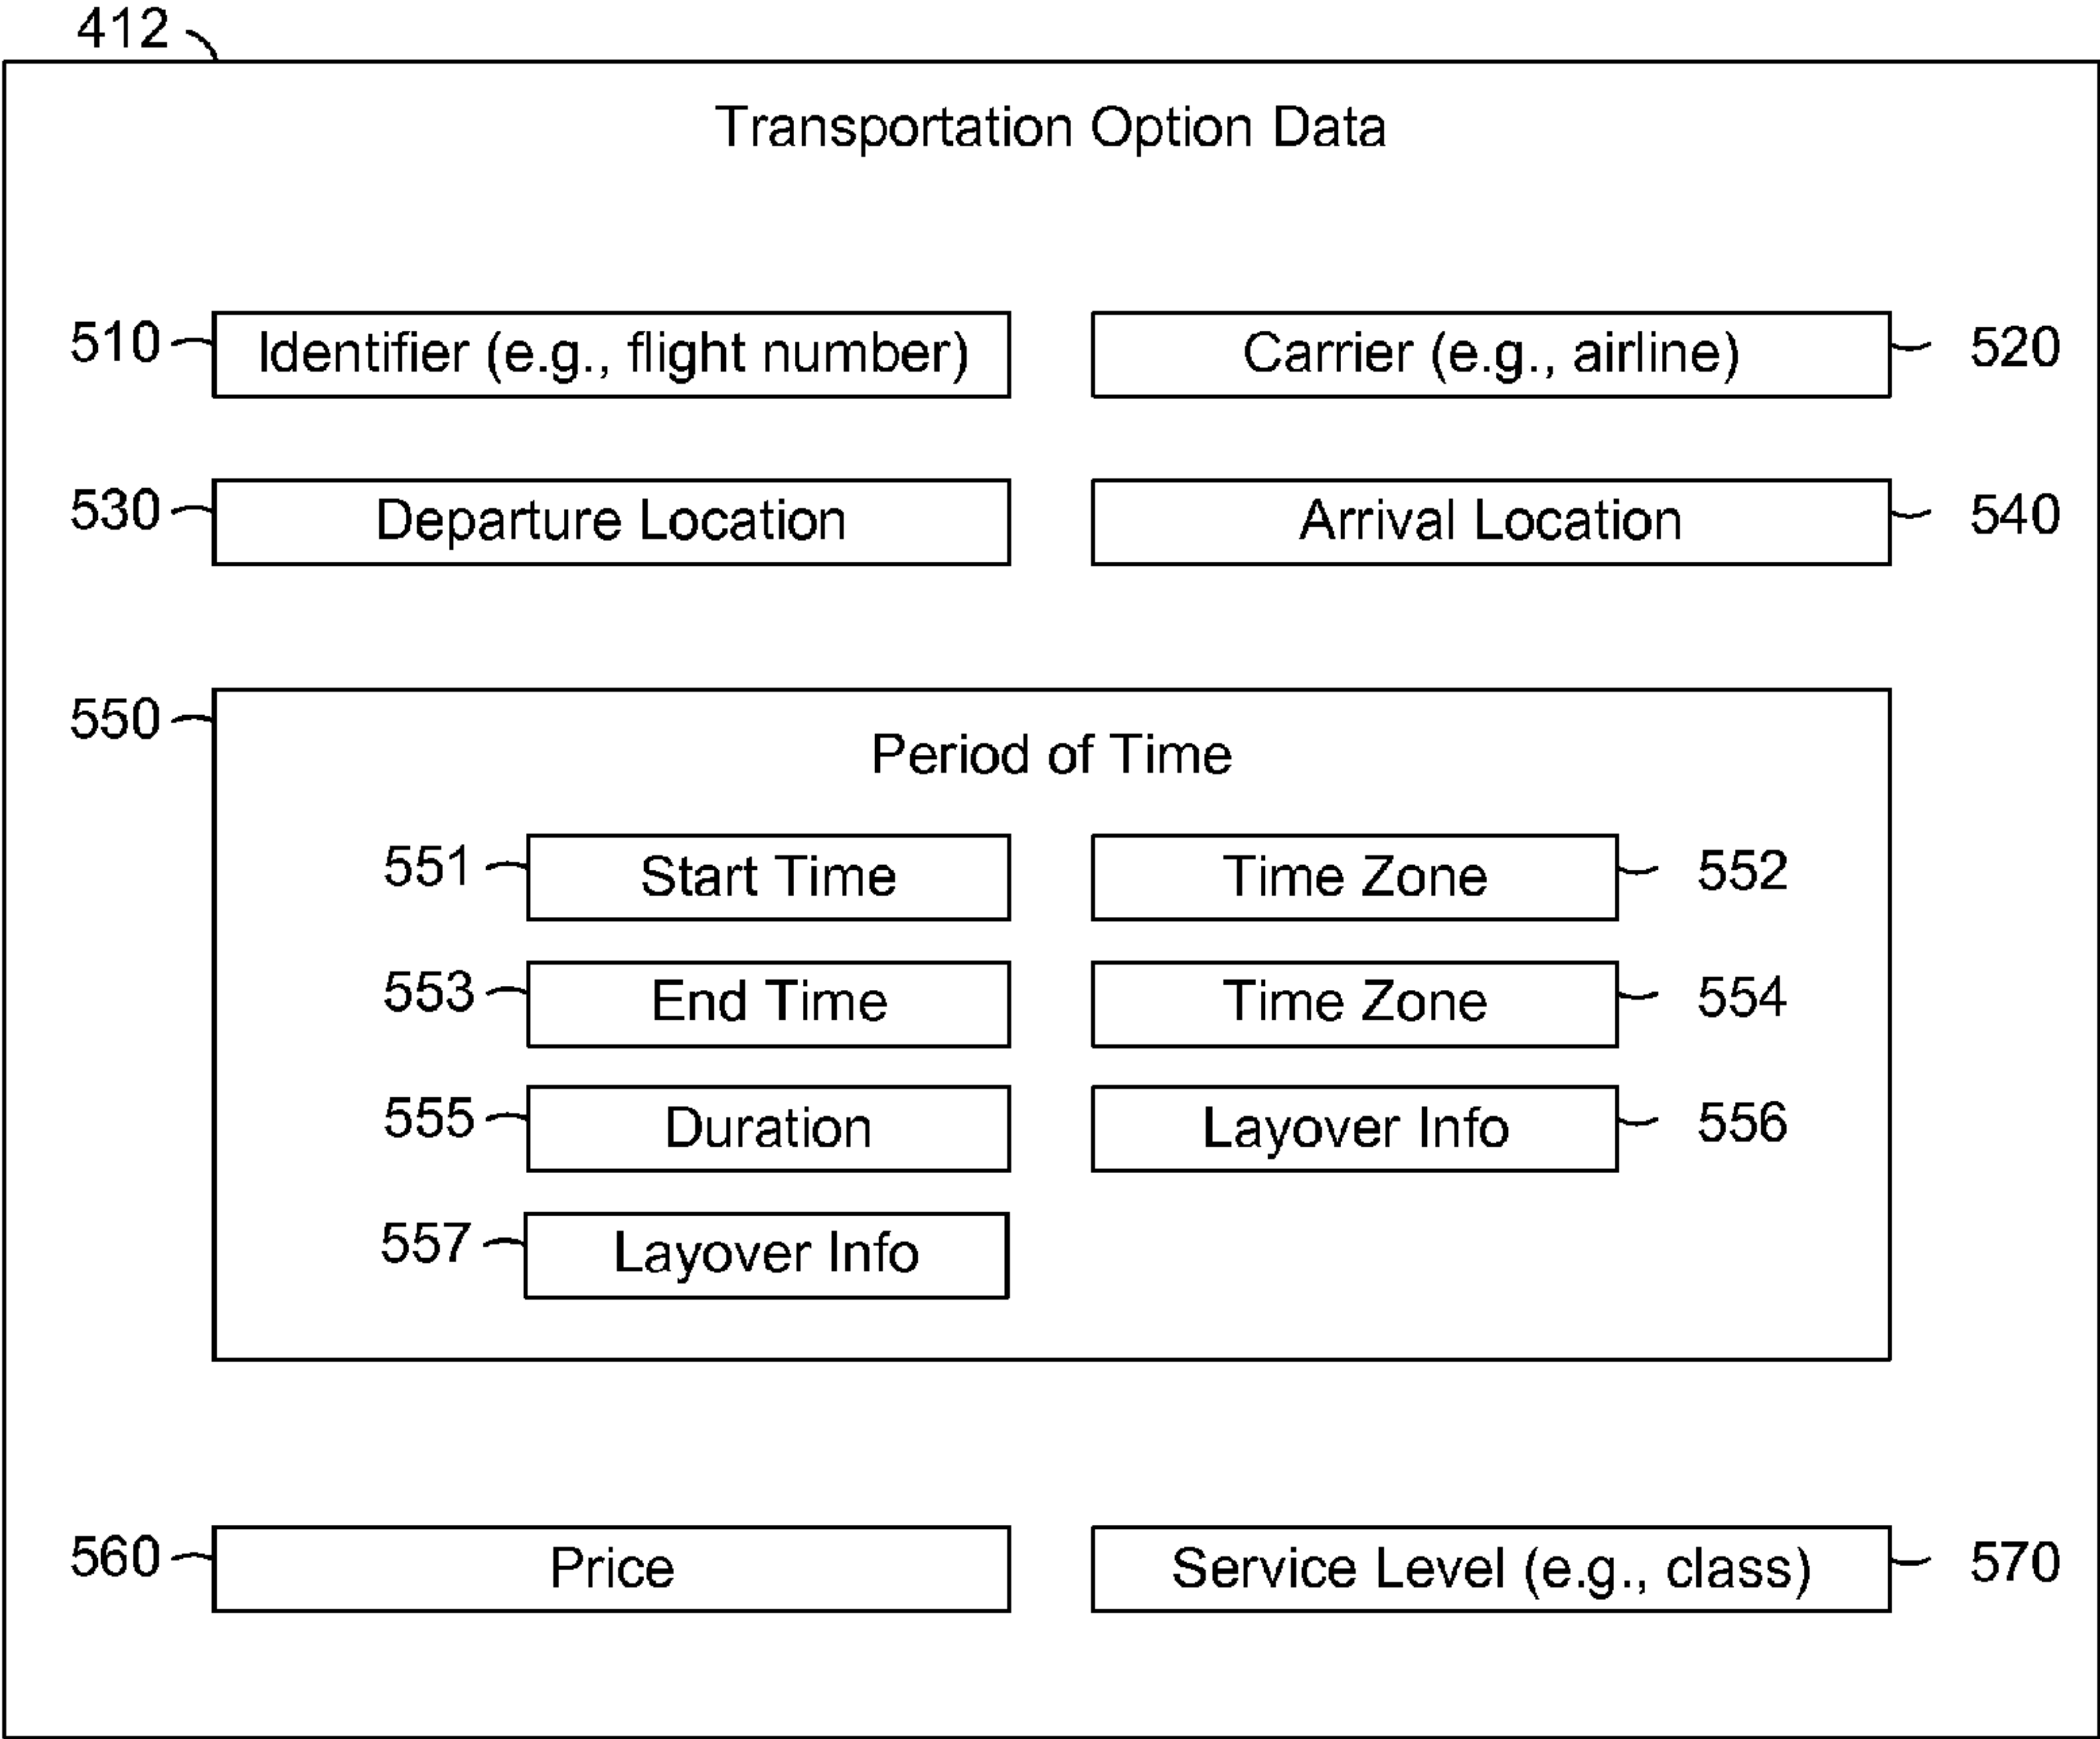 412
Transportation Option Data
510 Identifier (e.g., flight number) Carrier (e.g., airline) 520
530 Departure Location Arrival Location 540
550
Period of Time
551 Start Time Time Zone 552
553 End Time Time Zone 554
555 Duration Layover Info 556
557 Layover Info
560 Price Service Level (e.g., class) 570